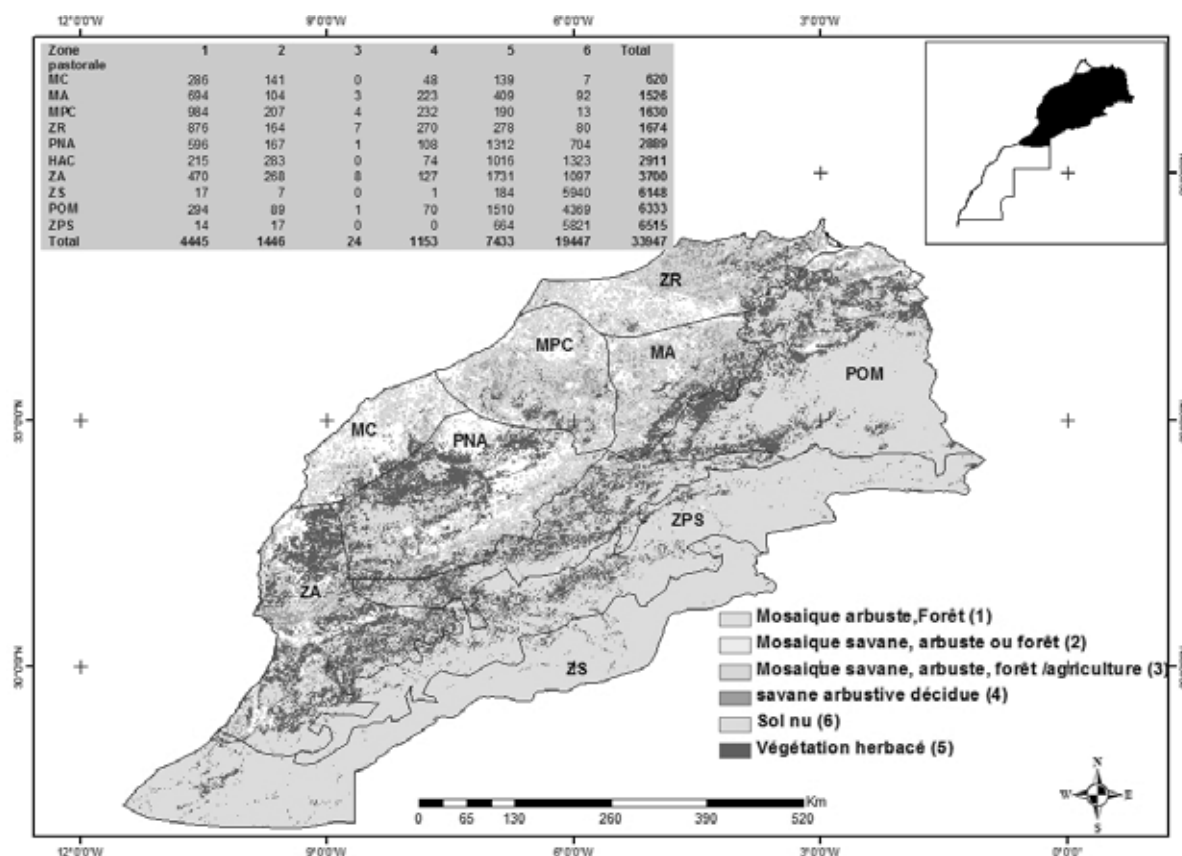 12°0'0"W 9°0'0"W 6°0'0"W 3°0'0"W
Zone pastorale 1 2 3 4 5 6 Total
MC 286 141 0 48 139 7 620
MA 694 104 3 223 409 92 1526
MPC 984 207 4 232 190 13 1630
ZR 876 164 7 270 278 80 1674
PNA 596 167 1 108 1312 704 2889
HAC 215 283 0 74 1016 1323 2911
ZA 470 268 8 127 1731 1097 3700
ZS 17 7 0 1 184 5940 6148
POM 294 89 1 70 1510 4369 6333
ZPS 14 17 0 0 664 5821 6515
Total 4445 1446 24 1153 7433 19447 33947
ZR
MPC
MA
POM
33°0'0"N
MC
PNA
ZPS
ZA
Mosaique arbuste,Forêt (1)
Mosaique savane, arbuste ou forêt (2)
30°0'0"N
ZS
Mosaique savane, arbuste, forêt /agriculture (3)
savane arbustive décidue (4)
Sol nu (6)
Végétation herbacé (5)
N
W E
S
Km
0 65 130 260 390 520
12°0'0"W 9°0'0"W 6°0'0"W 3°0'0"W 0°0'0"